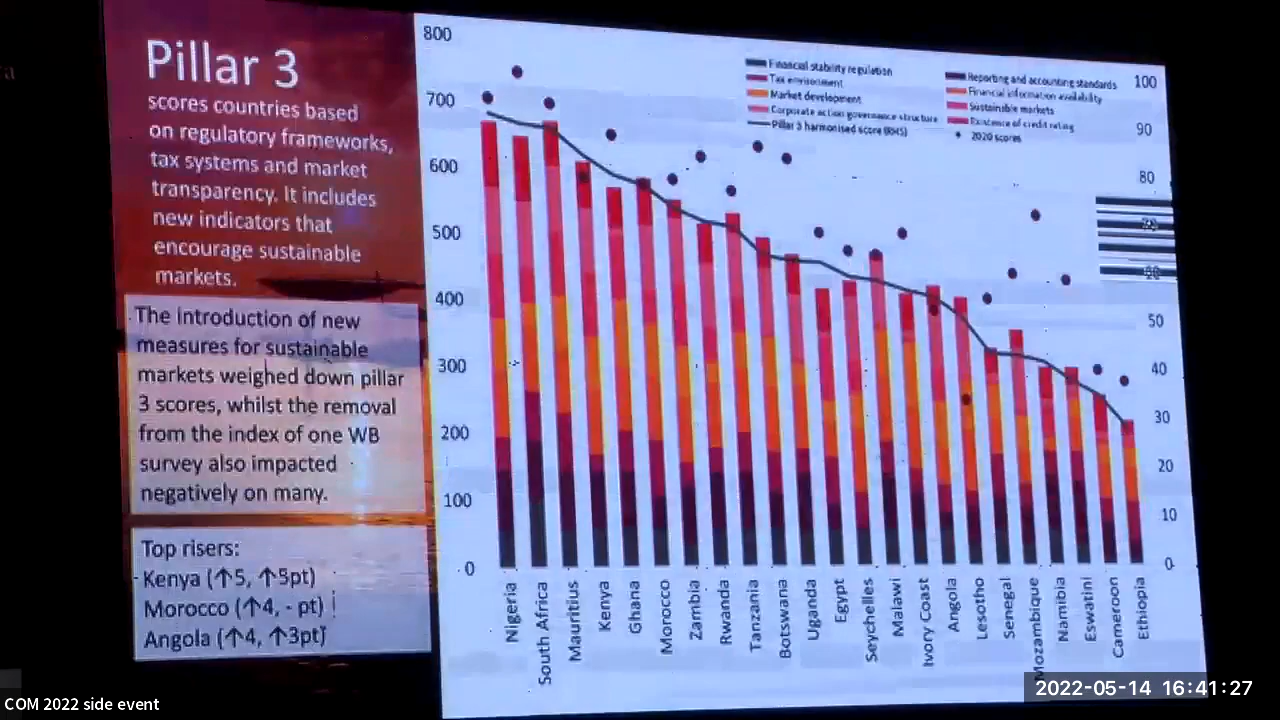 Pillar 3
scores countries based
on regulatory frameworks,
tax systems and market
transparency. It includes
new indicators that
encourage sustainable
markets.
The introduction of new
measures for sustainable
markets weighed down pillar
3 scores, whilst the removal
from the index of one WB
survey also impacted
negatively on many.
Top risers:
Kenya (↑5, ↑5pt)
Morocco (↑4, - pt)
Angola (↑4, ↑3pt)
800
700
600
500
400
300
200
100
0
Financial stability regulation
Tax environment
Market development
Corporate action governance structure
Pillar 3 harmonised score (RHS)
Reporting and accounting standards
Financial information availability
Sustainable markets
Existence of credit rating
2020 scores
100
90
80
50
40
30
20
10
0
Nigeria
South Africa
Mauritius
Kenya
Ghana
Morocco
Zambia
Rwanda
Tanzania
Botswana
Uganda
Egypt
Seychelles
Malawi
Ivory Coast
Angola
Lesotho
Senegal
Mozambique
Namibia
Eswatini
Cameroon
Ethiopia
2022-05-14 16:41:27
COM 2022 side event